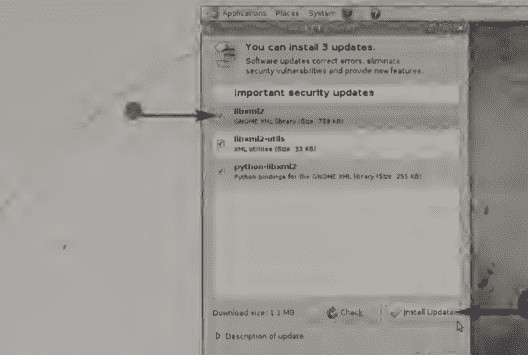 Applications Places System
You can install 3 updates.
Software updates correct errors, eliminate
security vulnerabilities and provide new features.
Important security updates
libxml2
GNOME XML library (Size: 799 KB)
libxml2-utils
XML utilities (Size: 33 KB)
python-libxml2
Python bindings for the GNOME XML library (Size: 255 KB)
Download size: 1.1 MB
Check
Install Update
Description of update